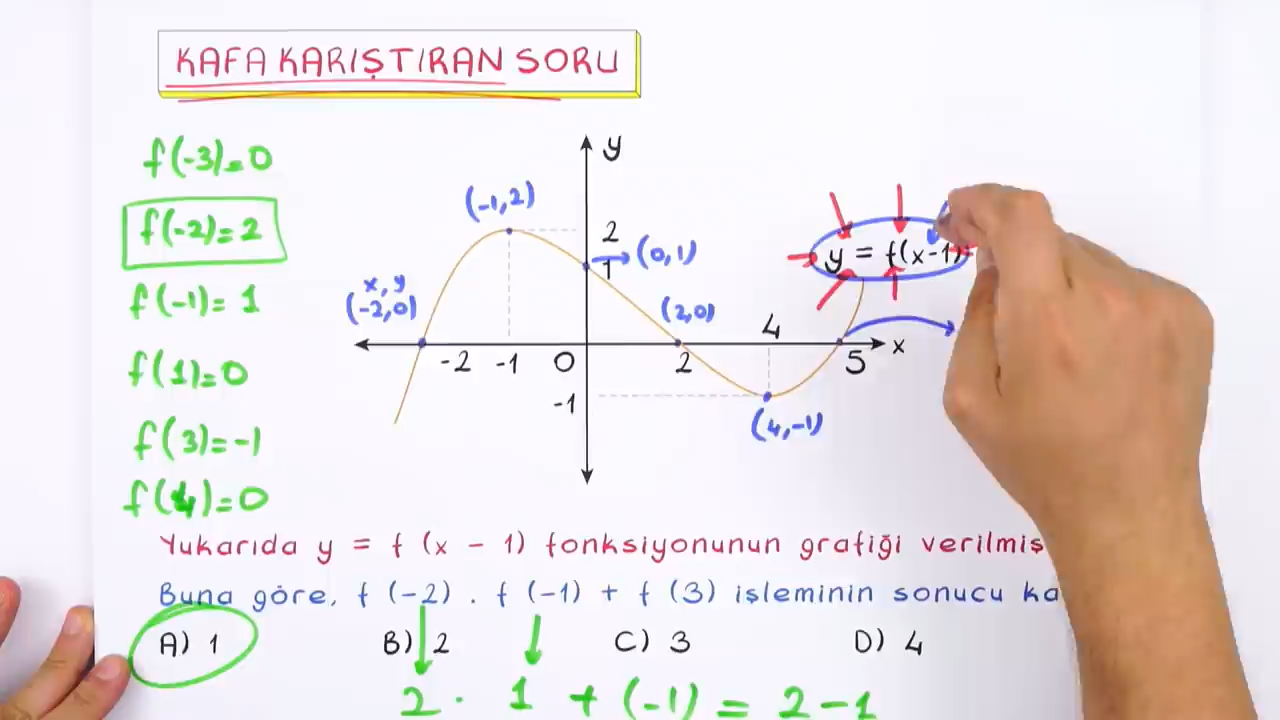 KAFA KARIŞTIRAN SORU
f(-3)=0
f(-2)=2
f(-1)=1
f(1)=0
f(3)=-1
f(4)=0
y
(-1,2)
2
1
(0,1)
y = f(x-1)
x, y
(-2,0)
(2,0)
4
x
-2 -1 0 2 5
-1
(4,-1)
Yukarıda y = f (x - 1) fonksiyonunun grafiği verilmiş
Buna göre, f (-2) . f (-1) + f (3) işleminin sonucu ka
A) 1 B) 2 C) 3 D) 4
2 . 1 + (-1) = 2-1